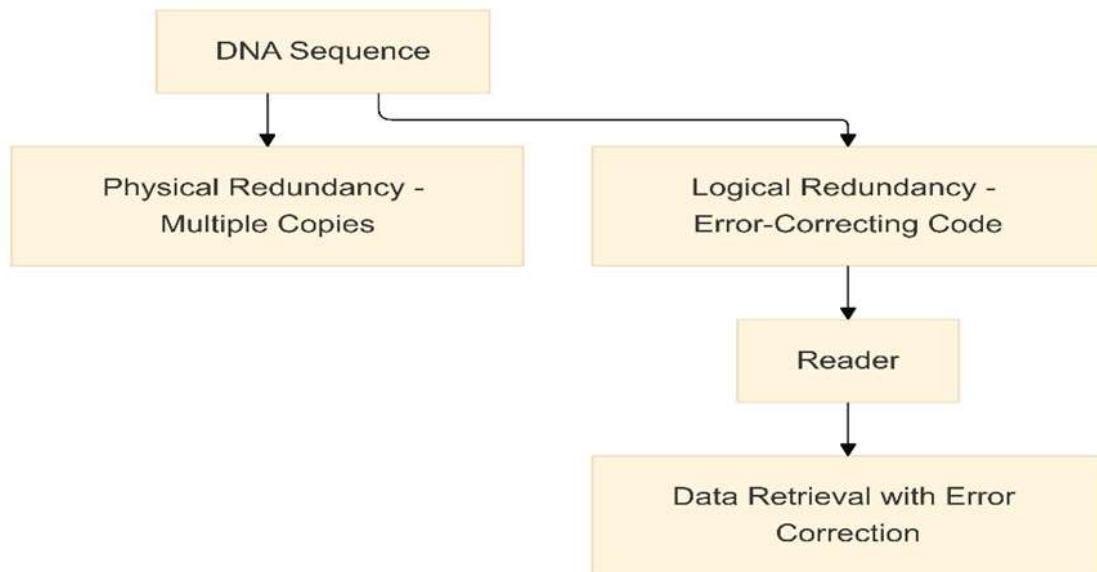 DNA Sequence
Physical Redundancy -
Multiple Copies
Logical Redundancy -
Error-Correcting Code
Reader
Data Retrieval with Error
Correction